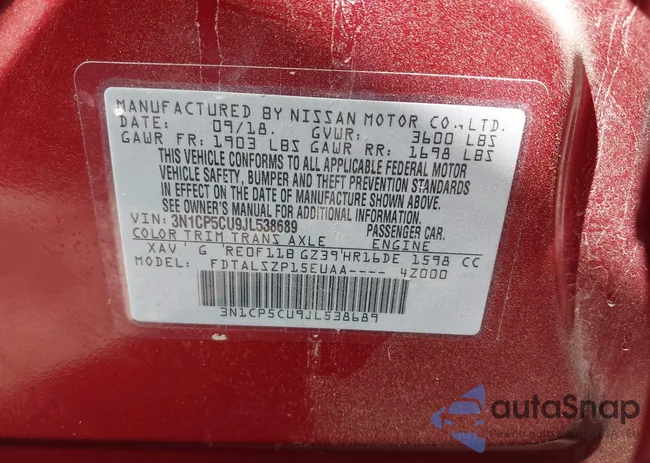 MANUFACTURED BY NISSAN MOTOR CO., LTD.
DATE: 09/18. GVWR: 3600 LBS
GAWR FR: 1903 LBS GAWR RR: 1698 LBS
THIS VEHICLE CONFORMS TO ALL APPLICABLE FEDERAL MOTOR
VEHICLE SAFETY, BUMPER AND THEFT PREVENTION STANDARDS
IN EFFECT ON THE DATE OF MANUFACTURE SHOWN ABOVE.
SEE OWNER'S MANUAL FOR ADDITIONAL INFORMATION
VIN: 3N1CP5CU9JL538689 PASSENGER CAR.
COLOR TRIM TRANS AXLE ENGINE
XAV G RE0F11B GZ39 HR16DE 1598 CC
MODEL: FDTALSZP15EUAA---- 4Z000
3N1CP5CU9JL538689
autaSnap